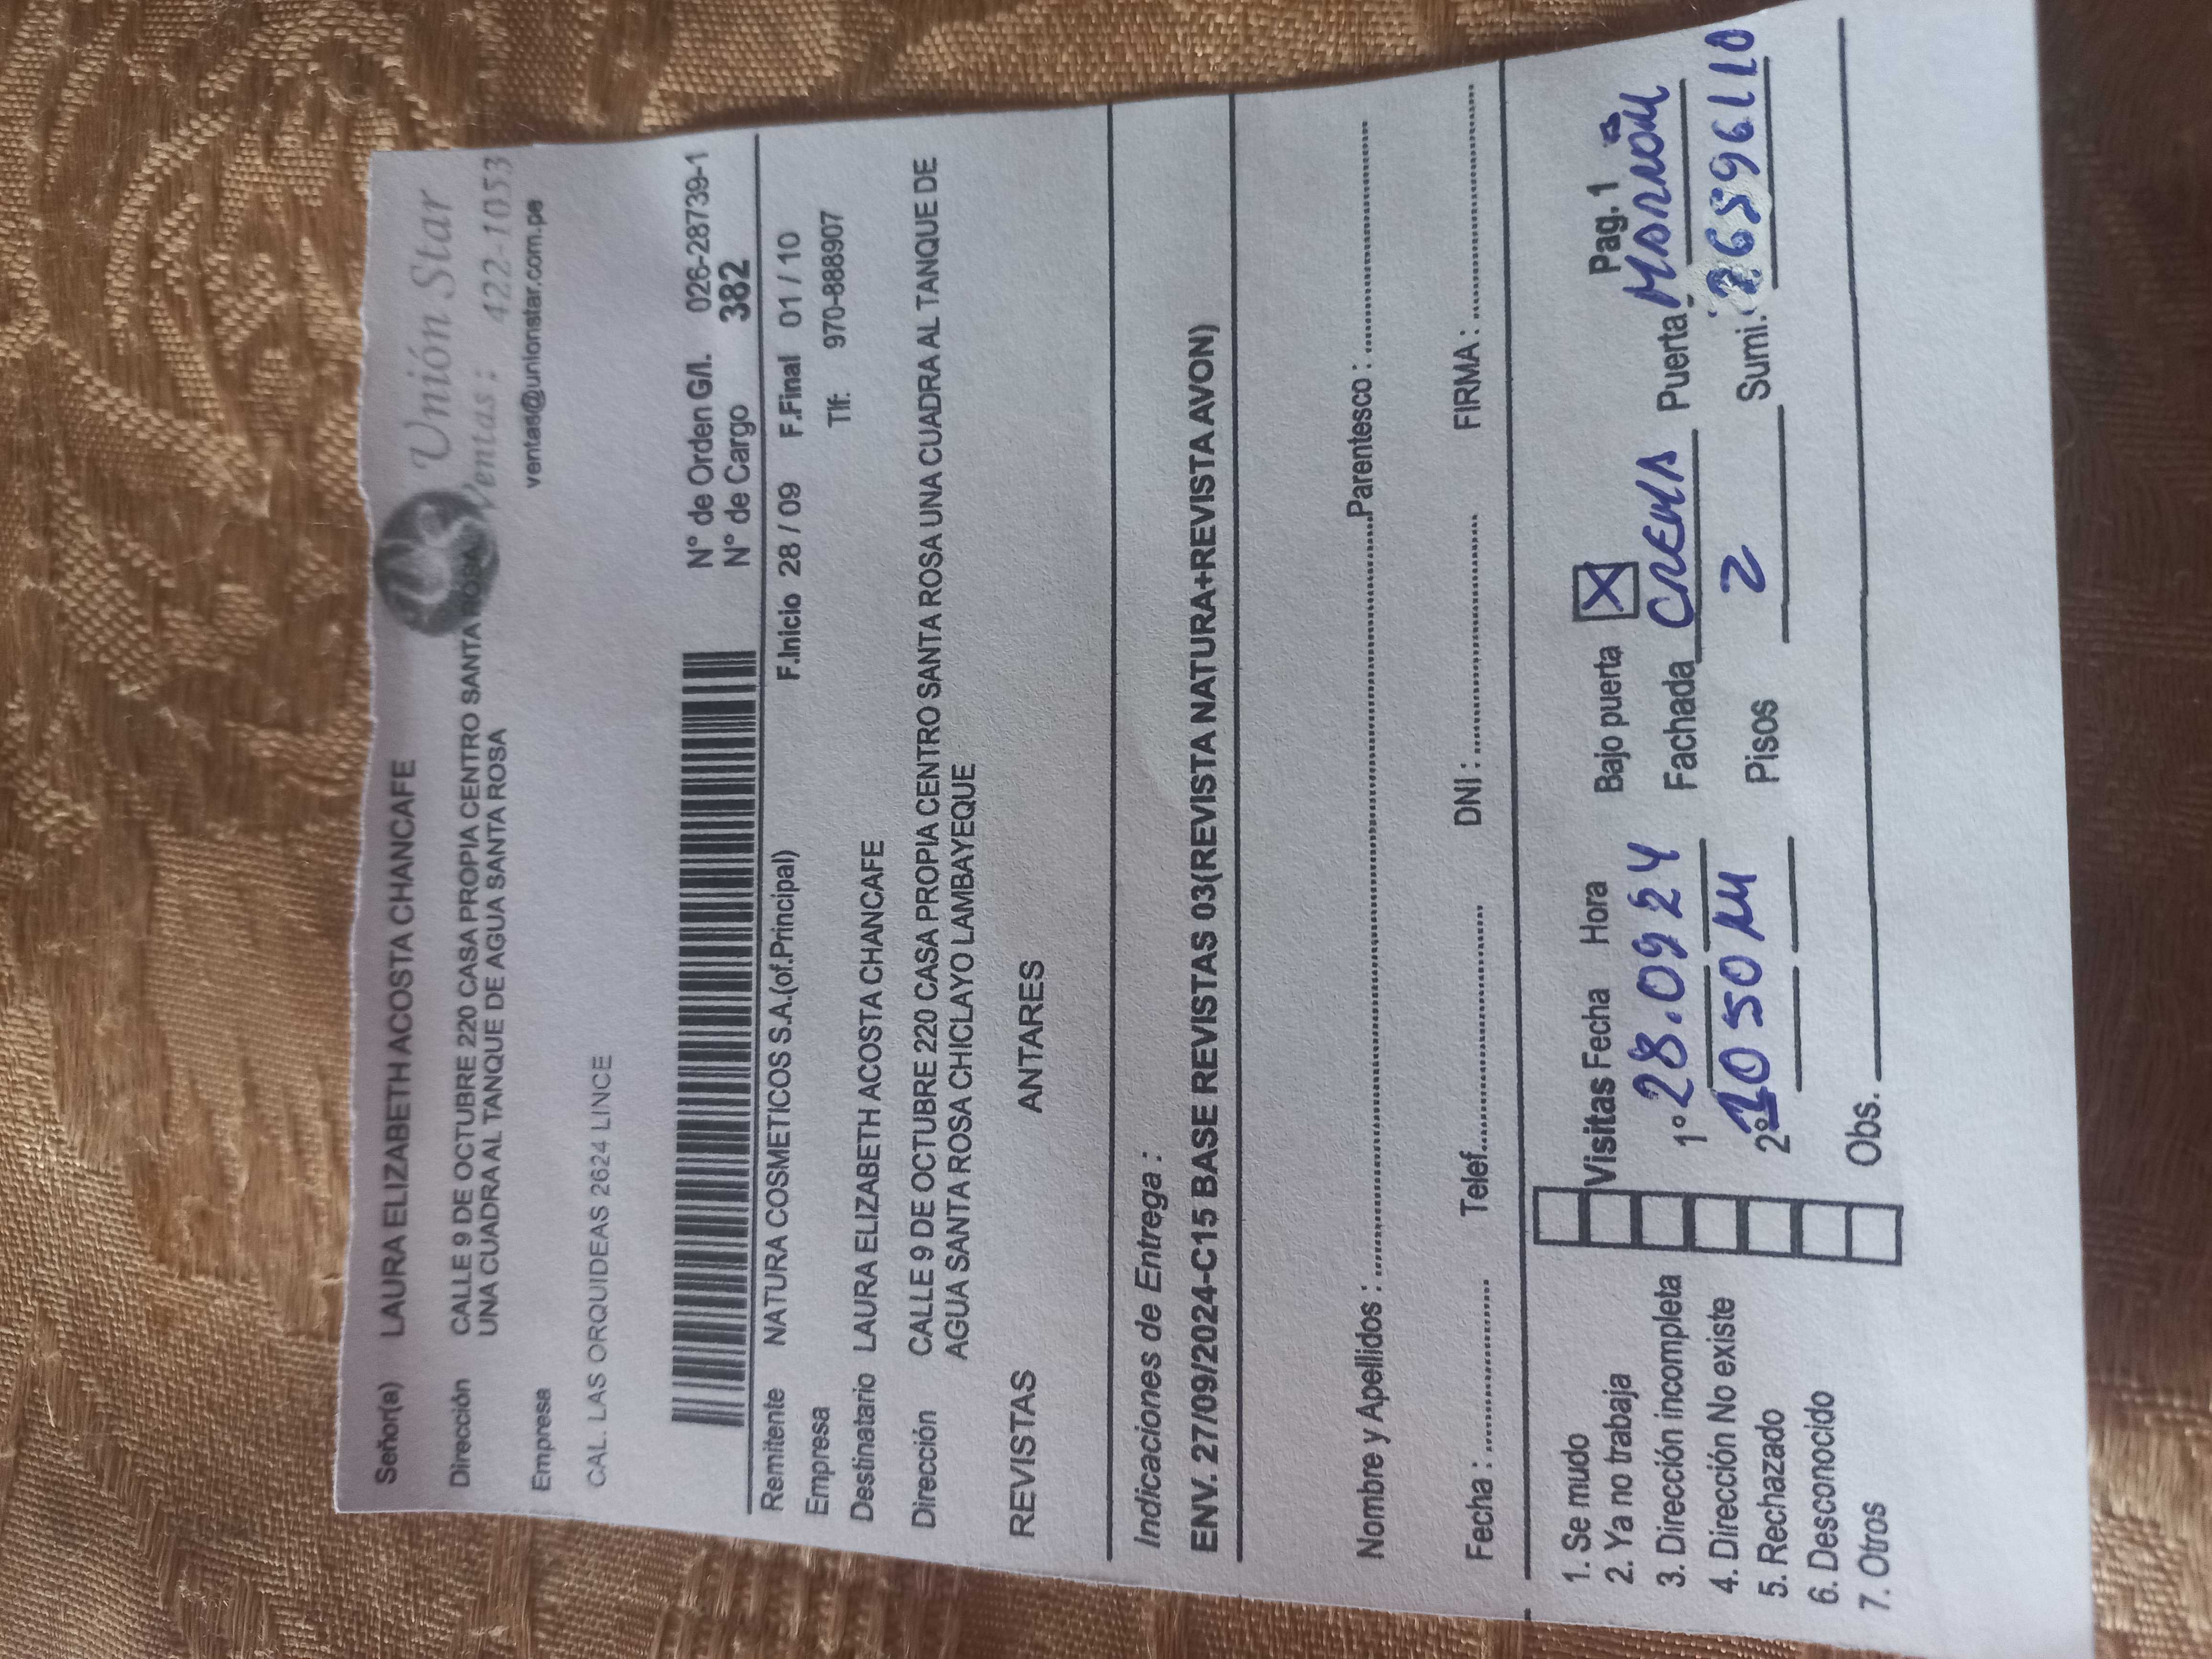 Señor(a) LAURA ELIZABETH ACOSTA CHANCAFE
Unión Star
Dirección CALLE 9 DE OCTUBRE 220 CASA PROPIA CENTRO SANTA ROSA
Ventas : 422-1053
UNA CUADRA AL TANQUE DE AGUA SANTA ROSA
ventas@unionstar.com.pe
Empresa
CAL. LAS ORQUIDEAS 2624 LINCE
N° de Orden G/I. 026-28739-1
N° de Cargo 382
Remitente NATURA COSMETICOS S.A.(of.Principal) F.Inicio 28 / 09 F.Final 01 / 10
Empresa Tlf: 970-888907
Destinatario LAURA ELIZABETH ACOSTA CHANCAFE
Dirección CALLE 9 DE OCTUBRE 220 CASA PROPIA CENTRO SANTA ROSA UNA CUADRA AL TANQUE DE
AGUA SANTA ROSA CHICLAYO LAMBAYEQUE
REVISTAS ANTARES
Indicaciones de Entrega :
ENV. 27/09/2024-C15 BASE REVISTAS 03(REVISTA NATURA+REVISTA AVON)
Nombre y Apellidos : Parentesco :
Fecha : Telef. DNI : FIRMA :
1. Se mudo
2. Ya no trabaja
3. Dirección incompleta
4. Dirección No existe
5. Rechazado
6. Desconocido
7. Otros
Visitas Fecha Hora Bajo puerta X Pag. 1
1° 28.09 24 Fachada CREMA Puerta
2° 10 50 M Pisos 2 Sumi.
Obs.